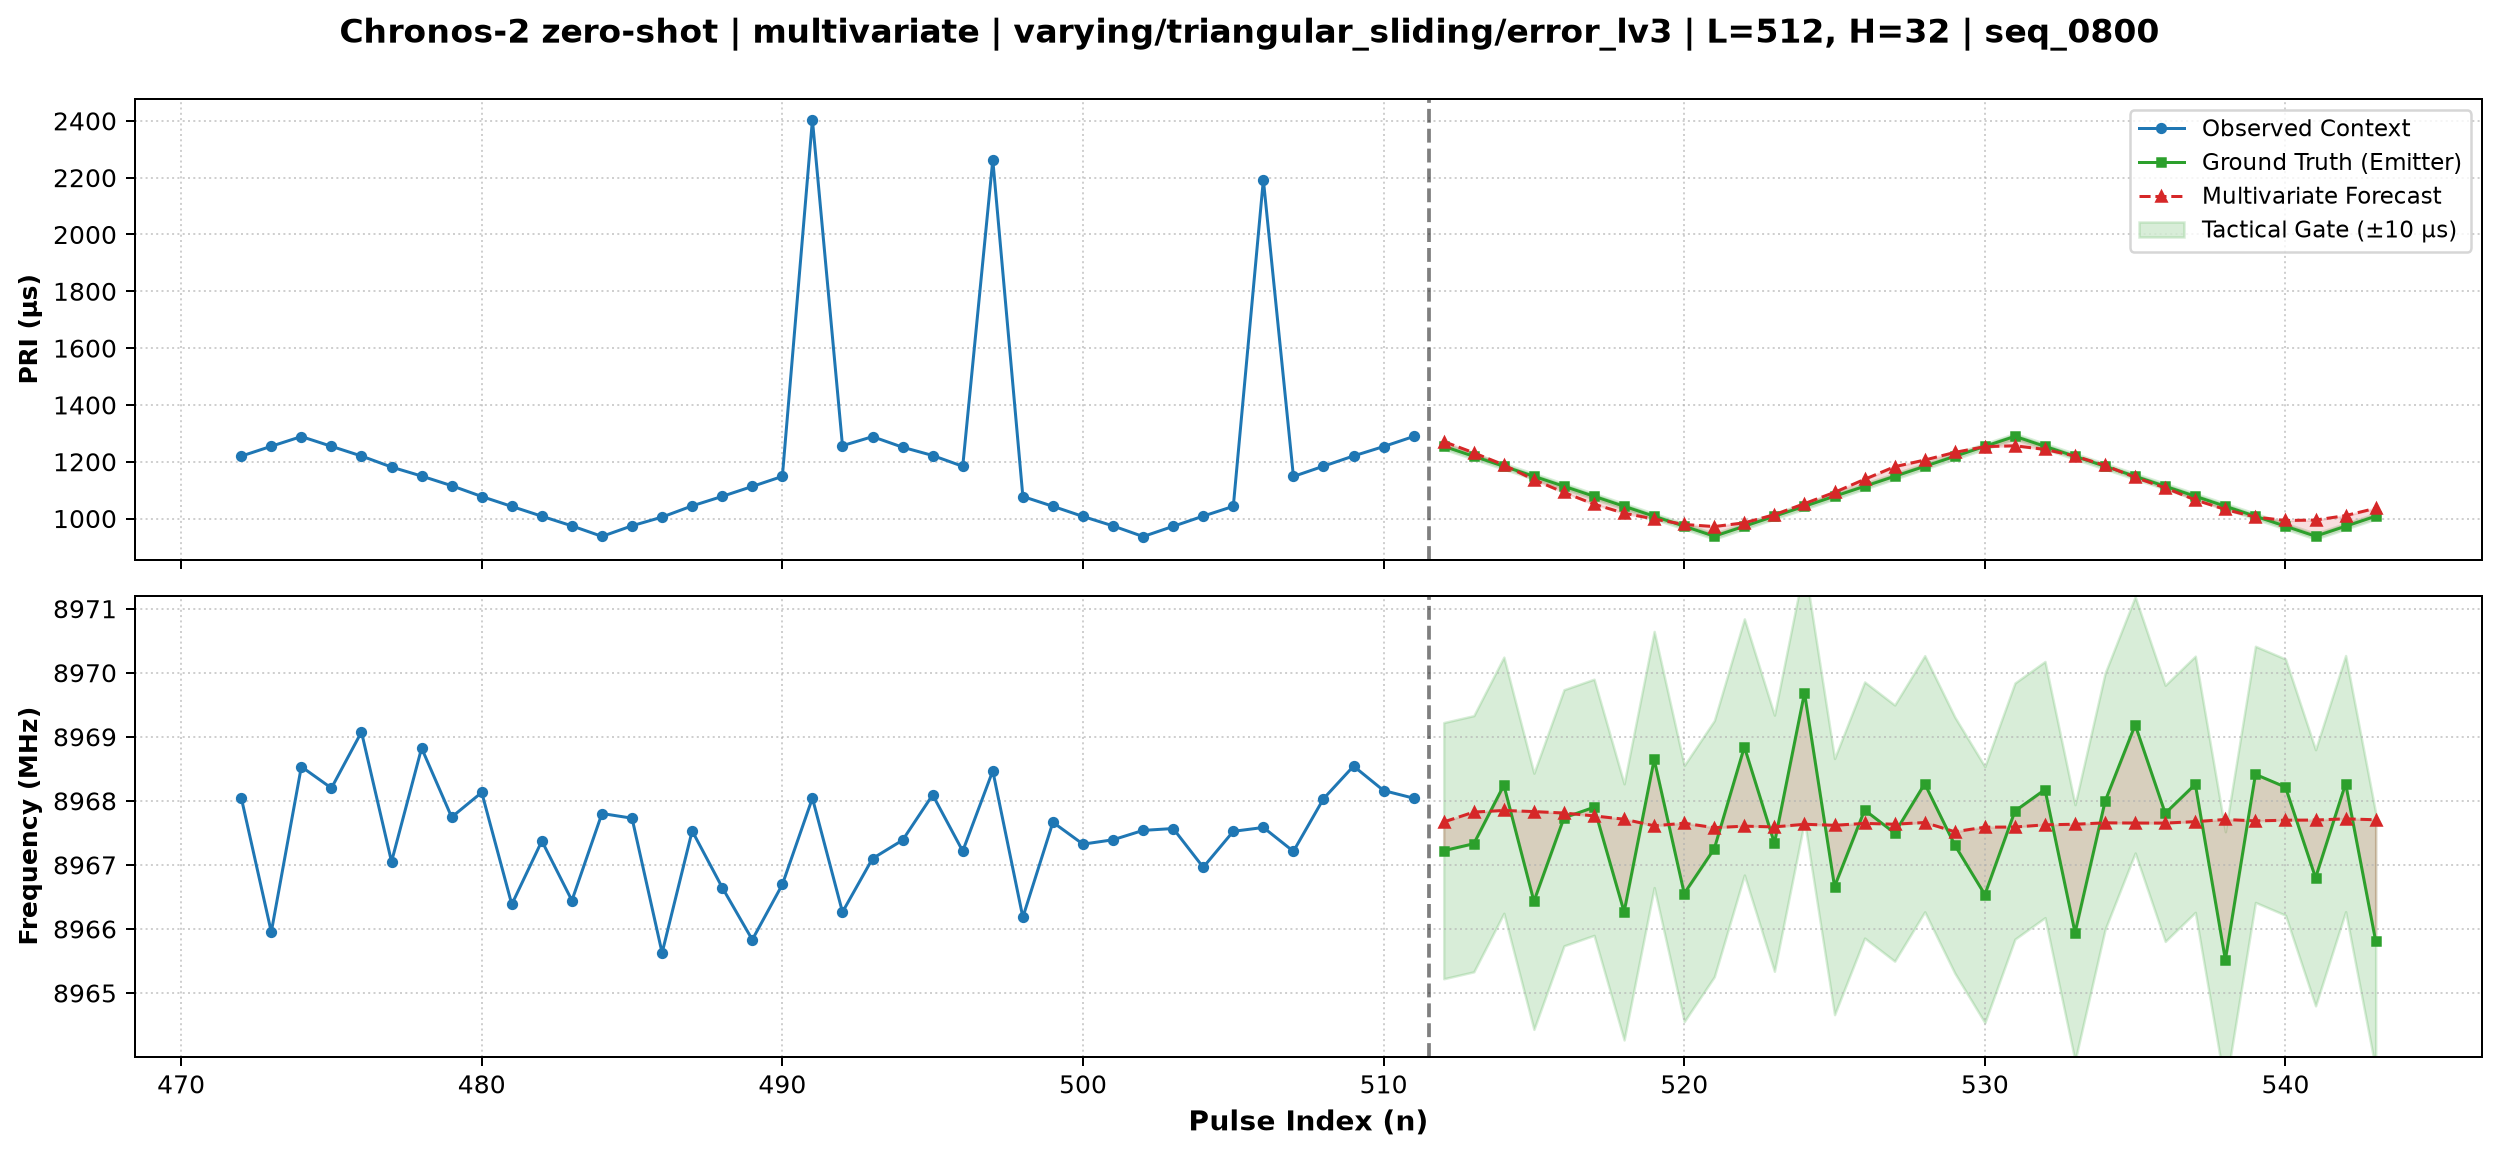 Chronos-2 zero-shot | multivariate | varying/triangular_sliding/error_lv3 | L=512, H=32 | seq_0800
2400
2200
2000
1800
1600
1400
1200
1000
PRI (µs)
Observed Context
Ground Truth (Emitter)
Multivariate Forecast
Tactical Gate (±10 µs)
8971
8970
8969
8968
8967
8966
8965
Frequency (MHz)
470 480 490 500 510 520 530 540
Pulse Index (n)